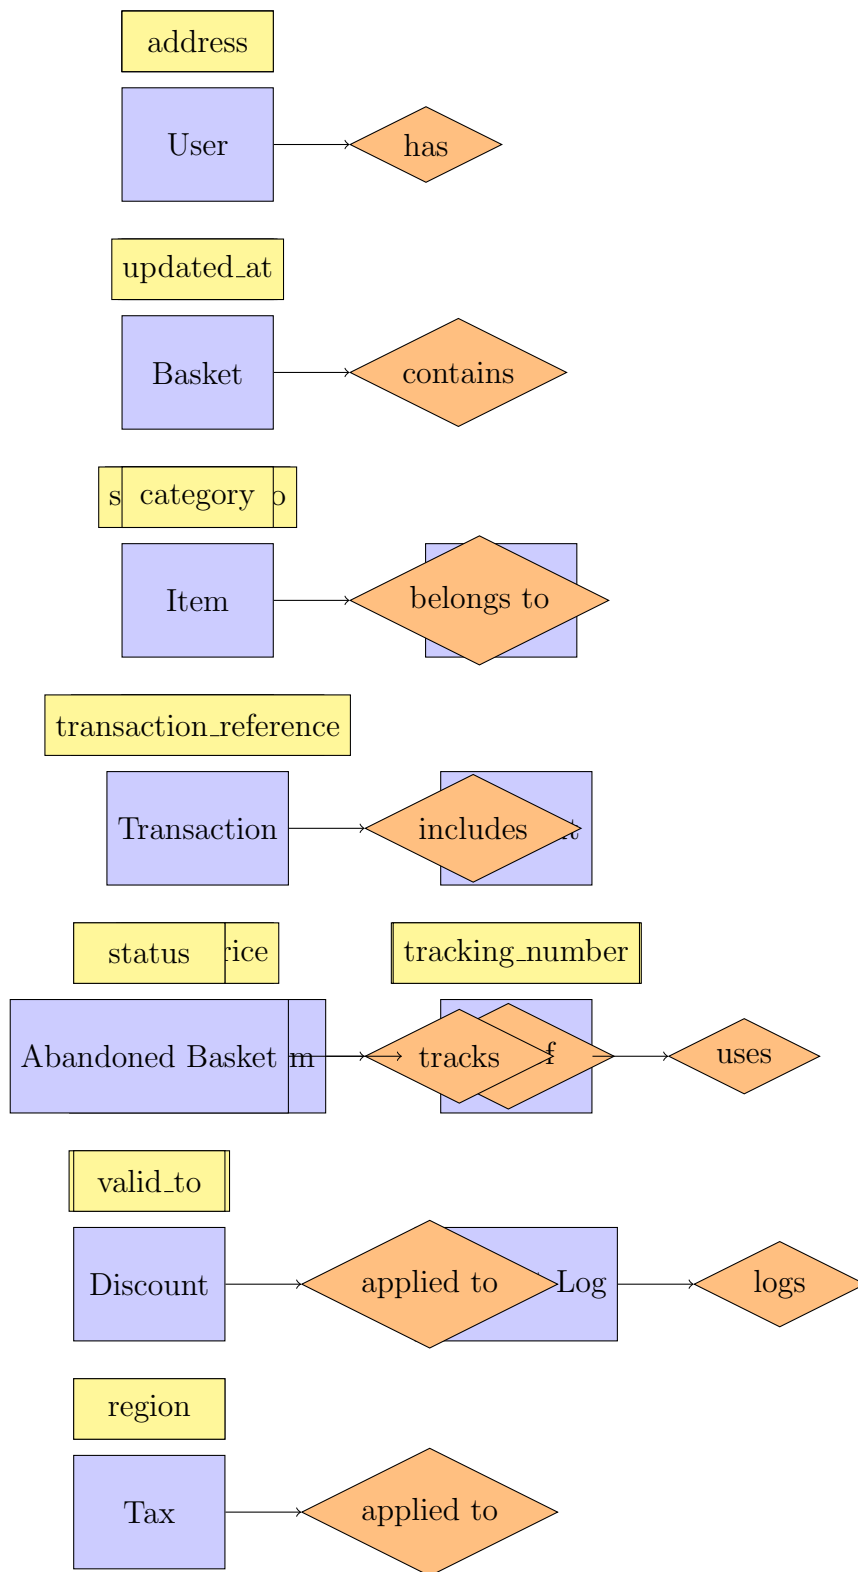 address
User
has
updated_at
Basket
contains
category
Item
belongs to
transaction_reference
Transaction
includes
status
tracking_number
Abandoned Basket
tracks
uses
valid_to
Discount
applied to
Log
logs
region
Tax
applied to